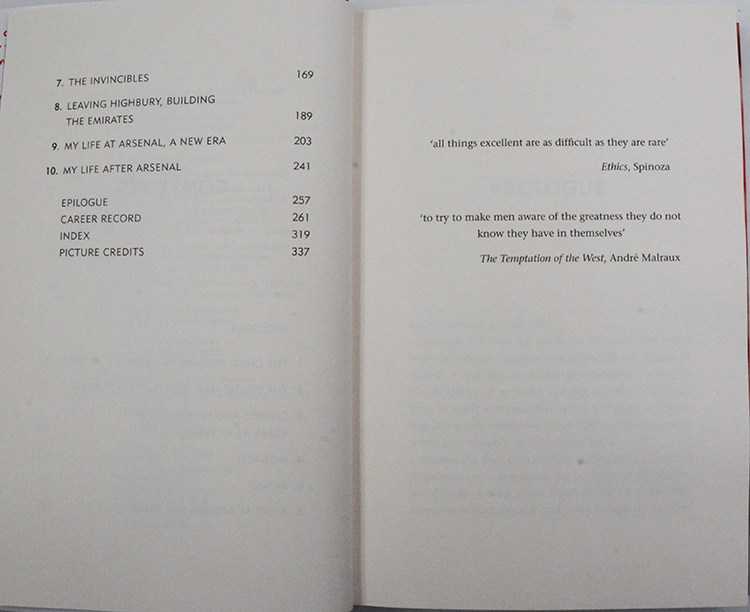 7. THE INVINCIBLES 169
8. LEAVING HIGHBURY, BUILDING
THE EMIRATES 189
9. MY LIFE AT ARSENAL, A NEW ERA 203
10. MY LIFE AFTER ARSENAL 241
EPILOGUE 257
CAREER RECORD 261
INDEX 319
PICTURE CREDITS 337
'all things excellent are as difficult as they are rare'
Ethics, Spinoza
'to try to make men aware of the greatness they do not
know they have in themselves'
The Temptation of the West, André Malraux